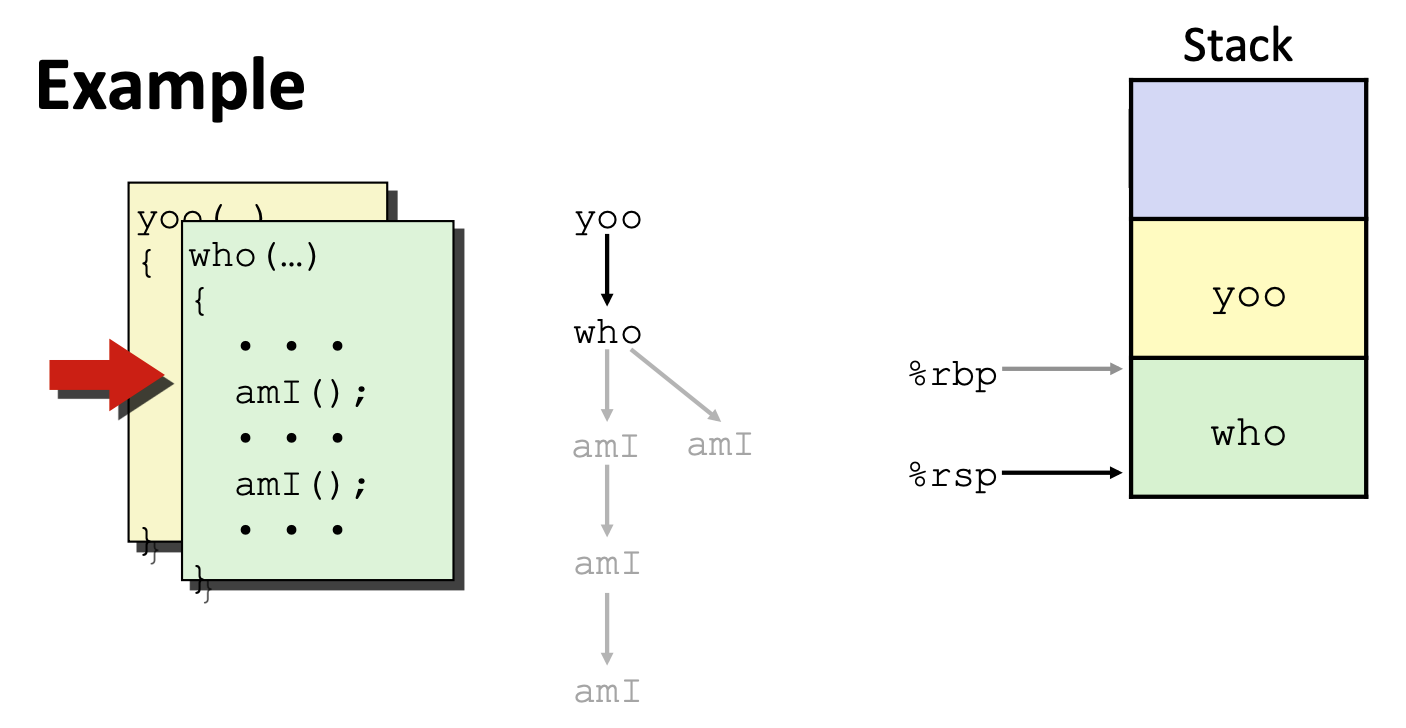 Example
yoo(…)
{
}
who(…)
{
• • •
amI();
• • •
amI();
• • •
}
yoo
who
amI amI
amI
amI
Stack
yoo
%rbp
who
%rsp